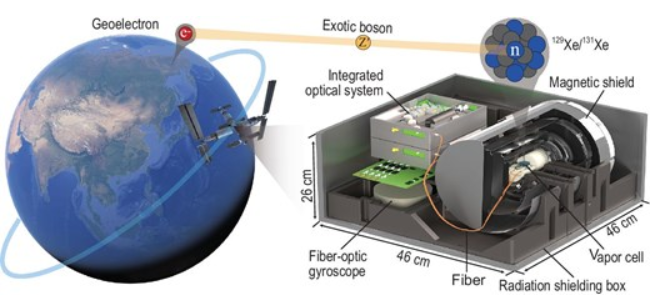 Geoelectron
e⁻
Exotic boson
Z'
n
¹²⁹Xe/¹³¹Xe
Integrated
optical system
Magnetic shield
26 cm
46 cm
46 cm
Fiber-optic
gyroscope
Fiber
Vapor cell
Radiation shielding box